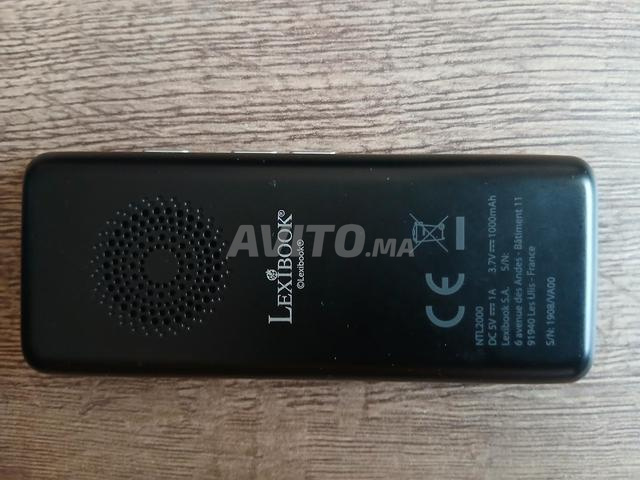 LEXIBOOK®
©Lexibook®
AVITO.MA
CE
NTL2000
DC 5V ⎓ 1A 3.7V ⎓ 1000mAh
Lexibook S.A. S/N:
6 avenue des Andes - Bâtiment 11
91940 Les Ulis - France
S/N: 1908/VA00